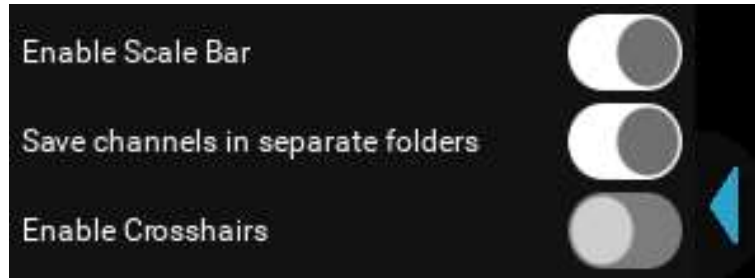 Enable Scale Bar
Save channels in separate folders
Enable Crosshairs